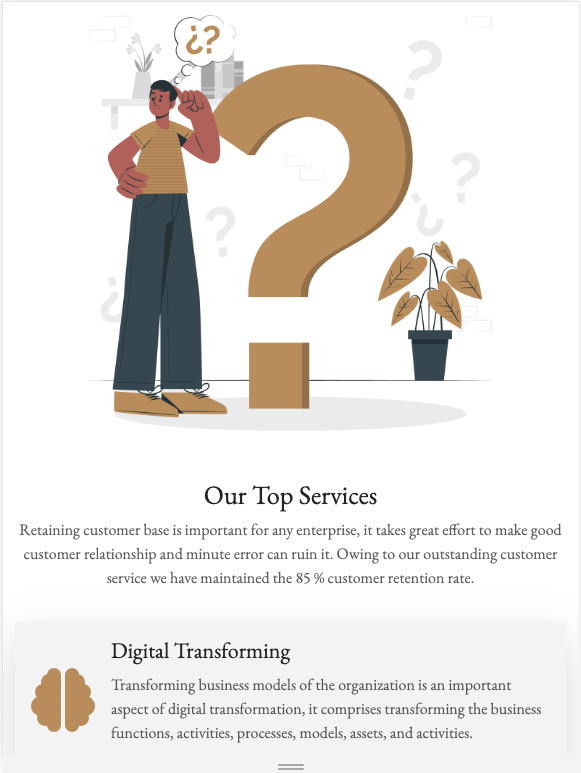 ¿?
?
?
?
¿
?
¿
Our Top Services
Retaining customer base is important for any enterprise, it takes great effort to make good
customer relationship and minute error can ruin it. Owing to our outstanding customer
service we have maintained the 85 % customer retention rate.
Digital Transforming
Transforming business models of the organization is an important
aspect of digital transformation, it comprises transforming the business
functions, activities, processes, models, assets, and activities.